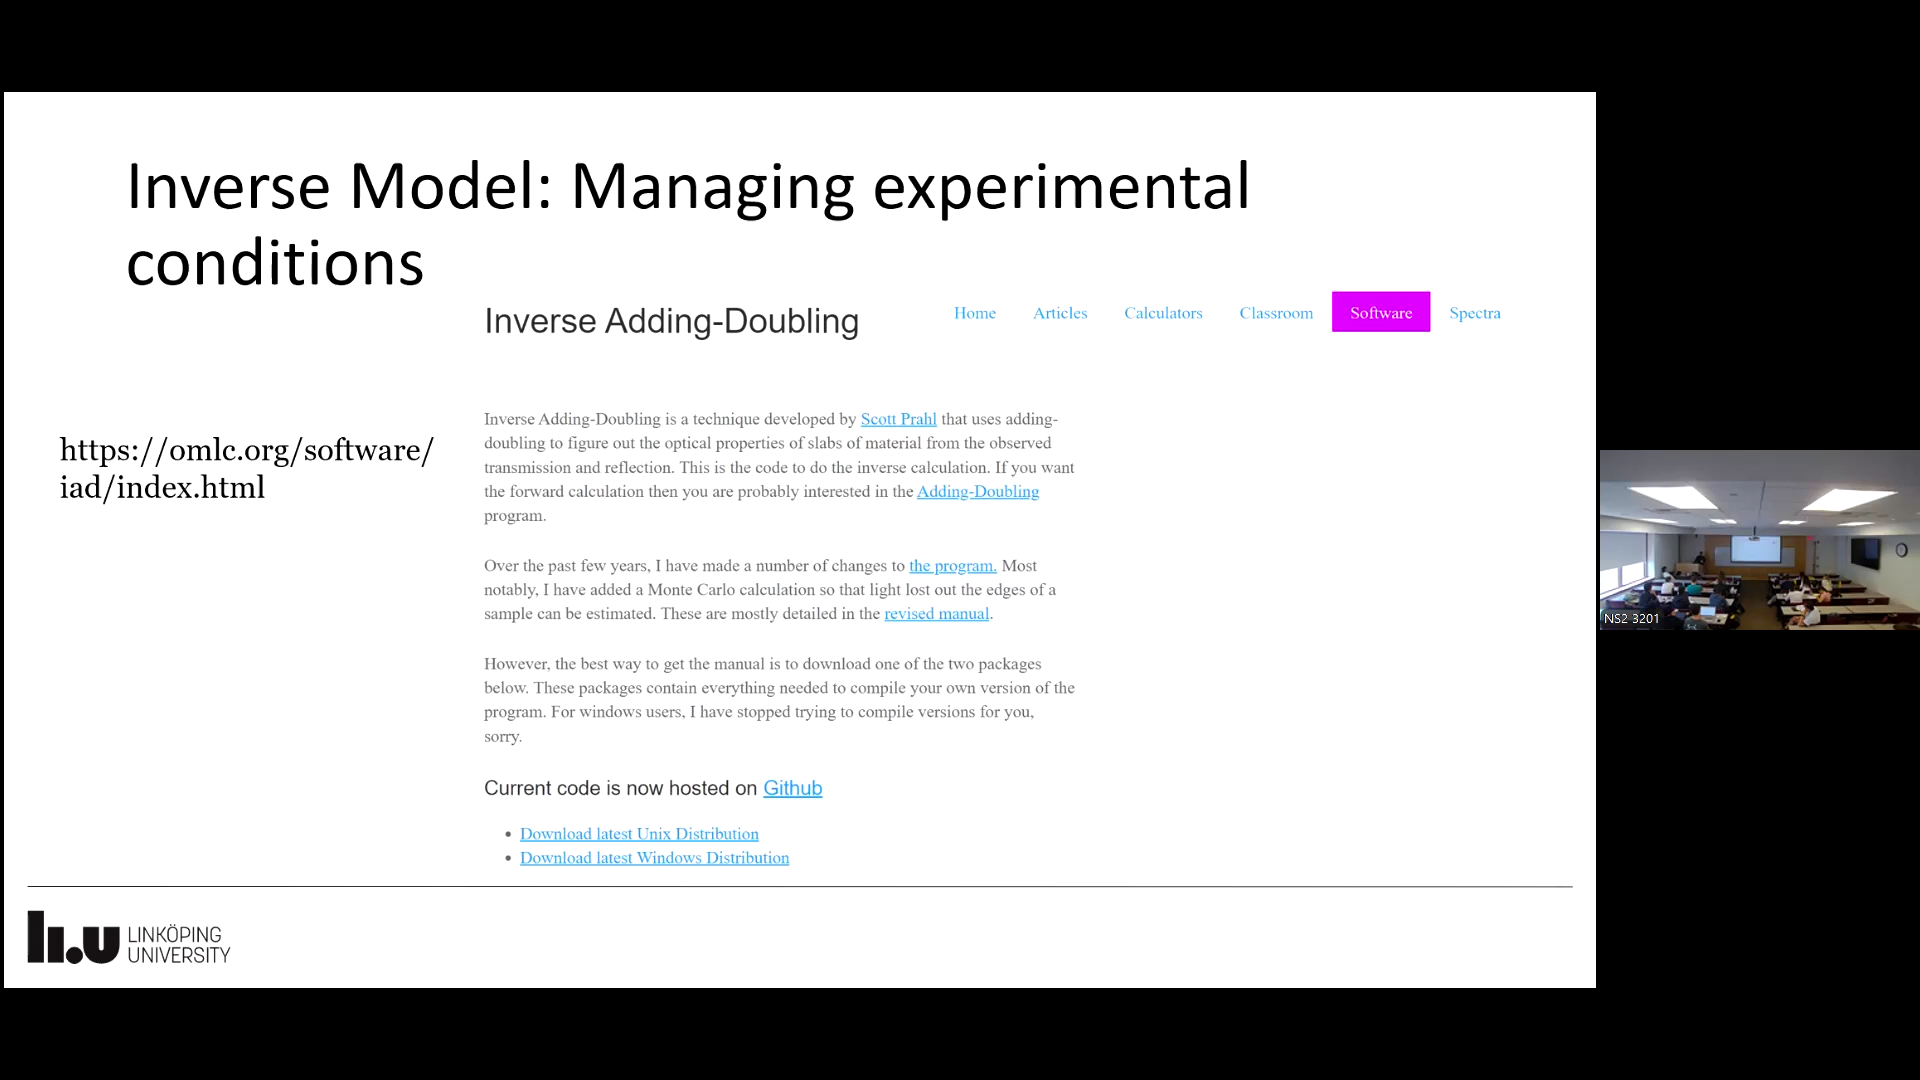 Inverse Model: Managing experimental
conditions
Inverse Adding-Doubling
Home Articles Calculators Classroom Software Spectra
https://omlc.org/software/
iad/index.html
Inverse Adding-Doubling is a technique developed by Scott Prahl that uses adding-
doubling to figure out the optical properties of slabs of material from the observed
transmission and reflection. This is the code to do the inverse calculation. If you want
the forward calculation then you are probably interested in the Adding-Doubling
program.
Over the past few years, I have made a number of changes to the program. Most
notably, I have added a Monte Carlo calculation so that light lost out the edges of a
sample can be estimated. These are mostly detailed in the revised manual.
However, the best way to get the manual is to download one of the two packages
below. These packages contain everything needed to compile your own version of the
program. For windows users, I have stopped trying to compile versions for you,
sorry.
Current code is now hosted on Github
• Download latest Unix Distribution
• Download latest Windows Distribution
li.u LINKÖPING
UNIVERSITY
NS2 3201